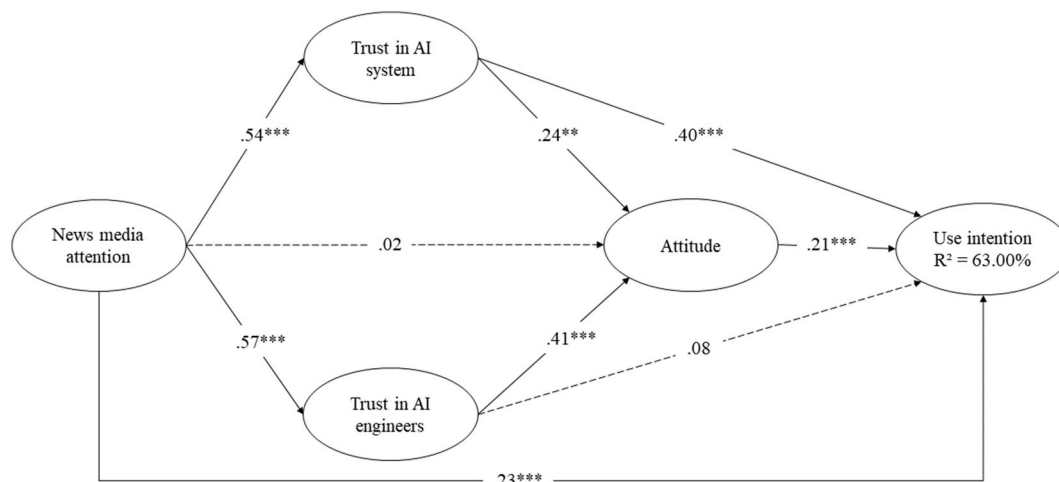 Trust in AI
system
.54***
.24**
.40***
News media
attention
.02
Attitude
.21***
Use intention
R² = 63.00%
.57***
.41***
.08
Trust in AI
engineers
.23***